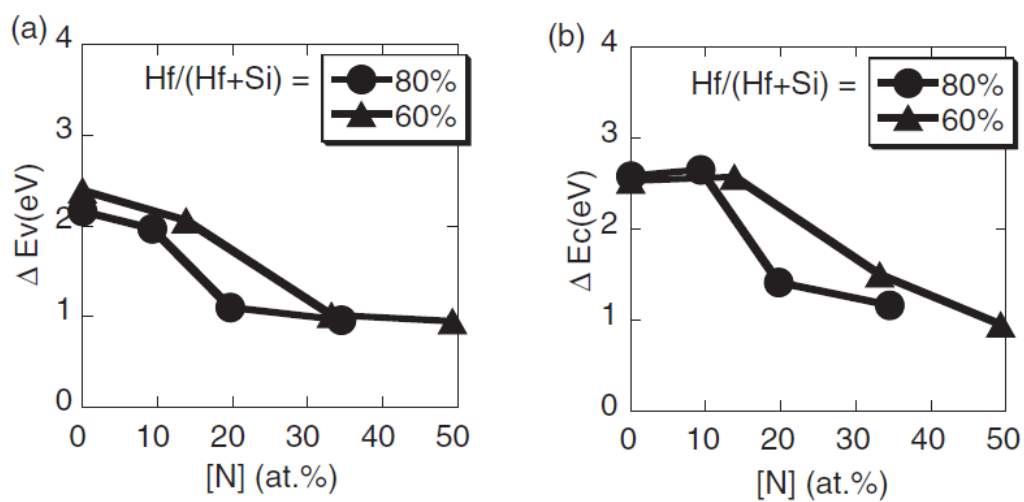 (a)
4
3
2
1
0
Δ Ev(eV)
Hf/(Hf+Si) =
80%
60%
0 10 20 30 40 50
[N] (at.%)
(b)
4
3
2
1
0
Δ Ec(eV)
Hf/(Hf+Si) =
80%
60%
0 10 20 30 40 50
[N] (at.%)